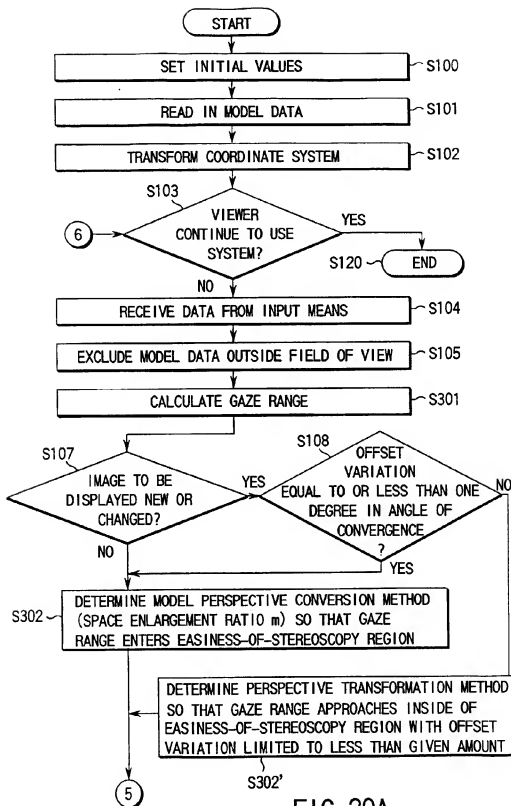 START
SET INITIAL VALUES
S100
READ IN MODEL DATA
S101
TRANSFORM COORDINATE SYSTEM
S102
S103
6
VIEWER
CONTINUE TO USE
SYSTEM?
YES
S120
END
NO
RECEIVE DATA FROM INPUT MEANS
S104
EXCLUDE MODEL DATA OUTSIDE FIELD OF VIEW
S105
CALCULATE GAZE RANGE
S301
S107
IMAGE TO BE
DISPLAYED NEW OR
CHANGED?
YES
NO
S108
OFFSET
VARIATION
EQUAL TO OR LESS THAN ONE
DEGREE IN ANGLE OF
CONVERGENCE
?
NO
YES
S302
DETERMINE MODEL PERSPECTIVE CONVERSION METHOD
(SPACE ENLARGEMENT RATIO m) SO THAT GAZE
RANGE ENTERS EASINESS-OF-STEREOSCOPY REGION
DETERMINE PERSPECTIVE TRANSFORMATION METHOD
SO THAT GAZE RANGE APPROACHES INSIDE OF
EASINESS-OF-STEREOSCOPY REGION WITH OFFSET
VARIATION LIMITED TO LESS THAN GIVEN AMOUNT
S302'
5